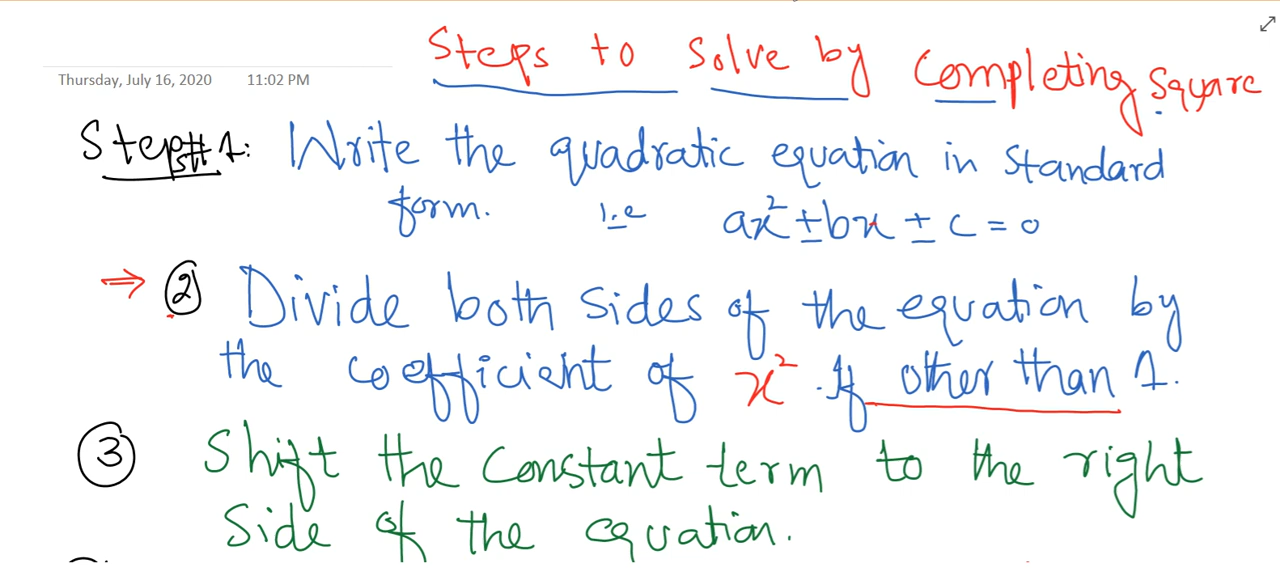 Steps to Solve by Completing Square
Thursday, July 16, 2020 11:02 PM
Step#1: Write the quadratic equation in standard
form. i.e ax² ± bx ± c = 0
⇒ ② Divide both sides of the equation by
the coefficient of x². If other than 1.
③ Shift the Constant term to the right
Side of the equation.